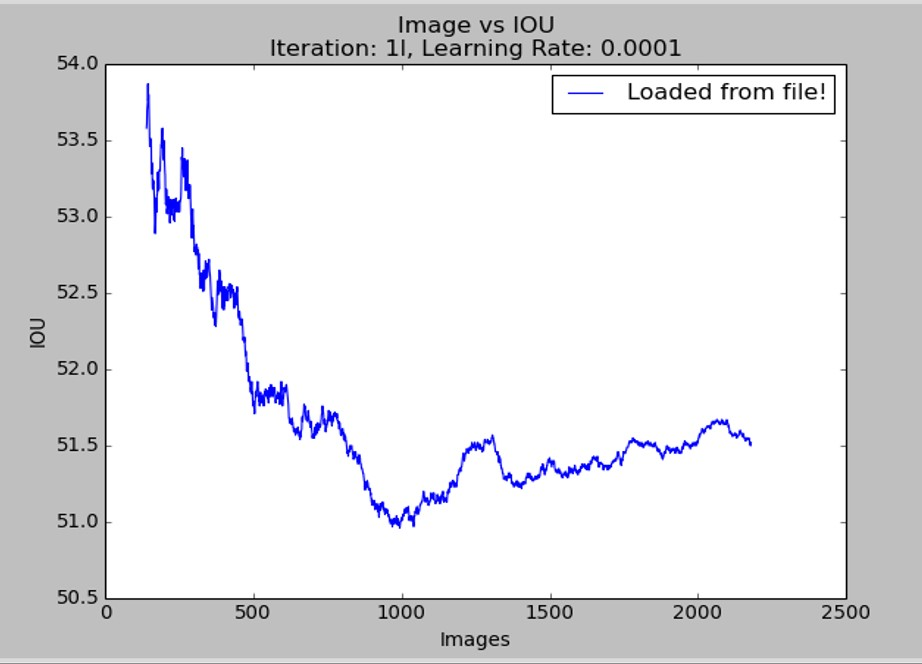 Image vs IOU
Iteration: 1l, Learning Rate: 0.0001
Loaded from file!
54.0
53.5
53.0
52.5
52.0
51.5
51.0
50.5
IOU
0 500 1000 1500 2000 2500
Images